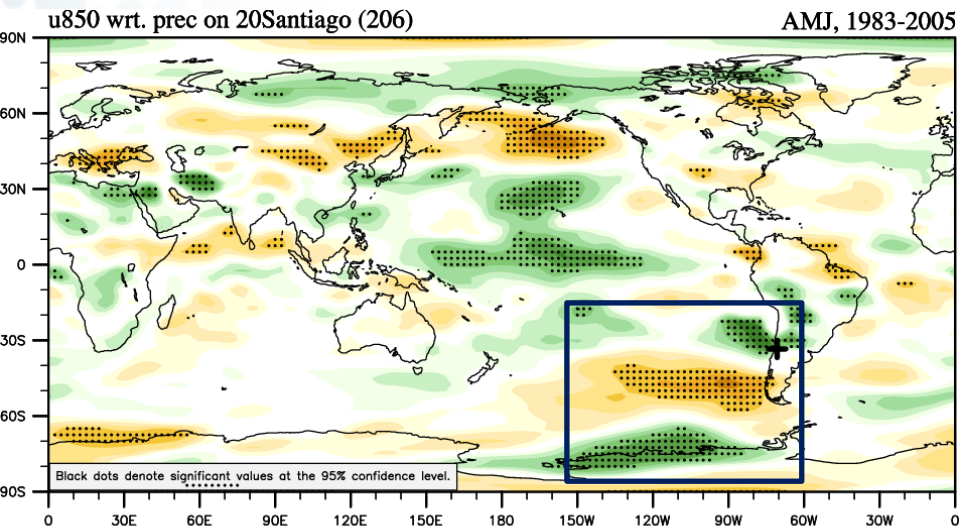 u850 wrt. prec on 20Santiago (206)
AMJ, 1983-2005
90N
60N
30N
0
30S
60S
90S
Black dots denote significant values at the 95% confidence level.
0 30E 60E 90E 120E 150E 180 150W 120W 90W 60W 30W 0